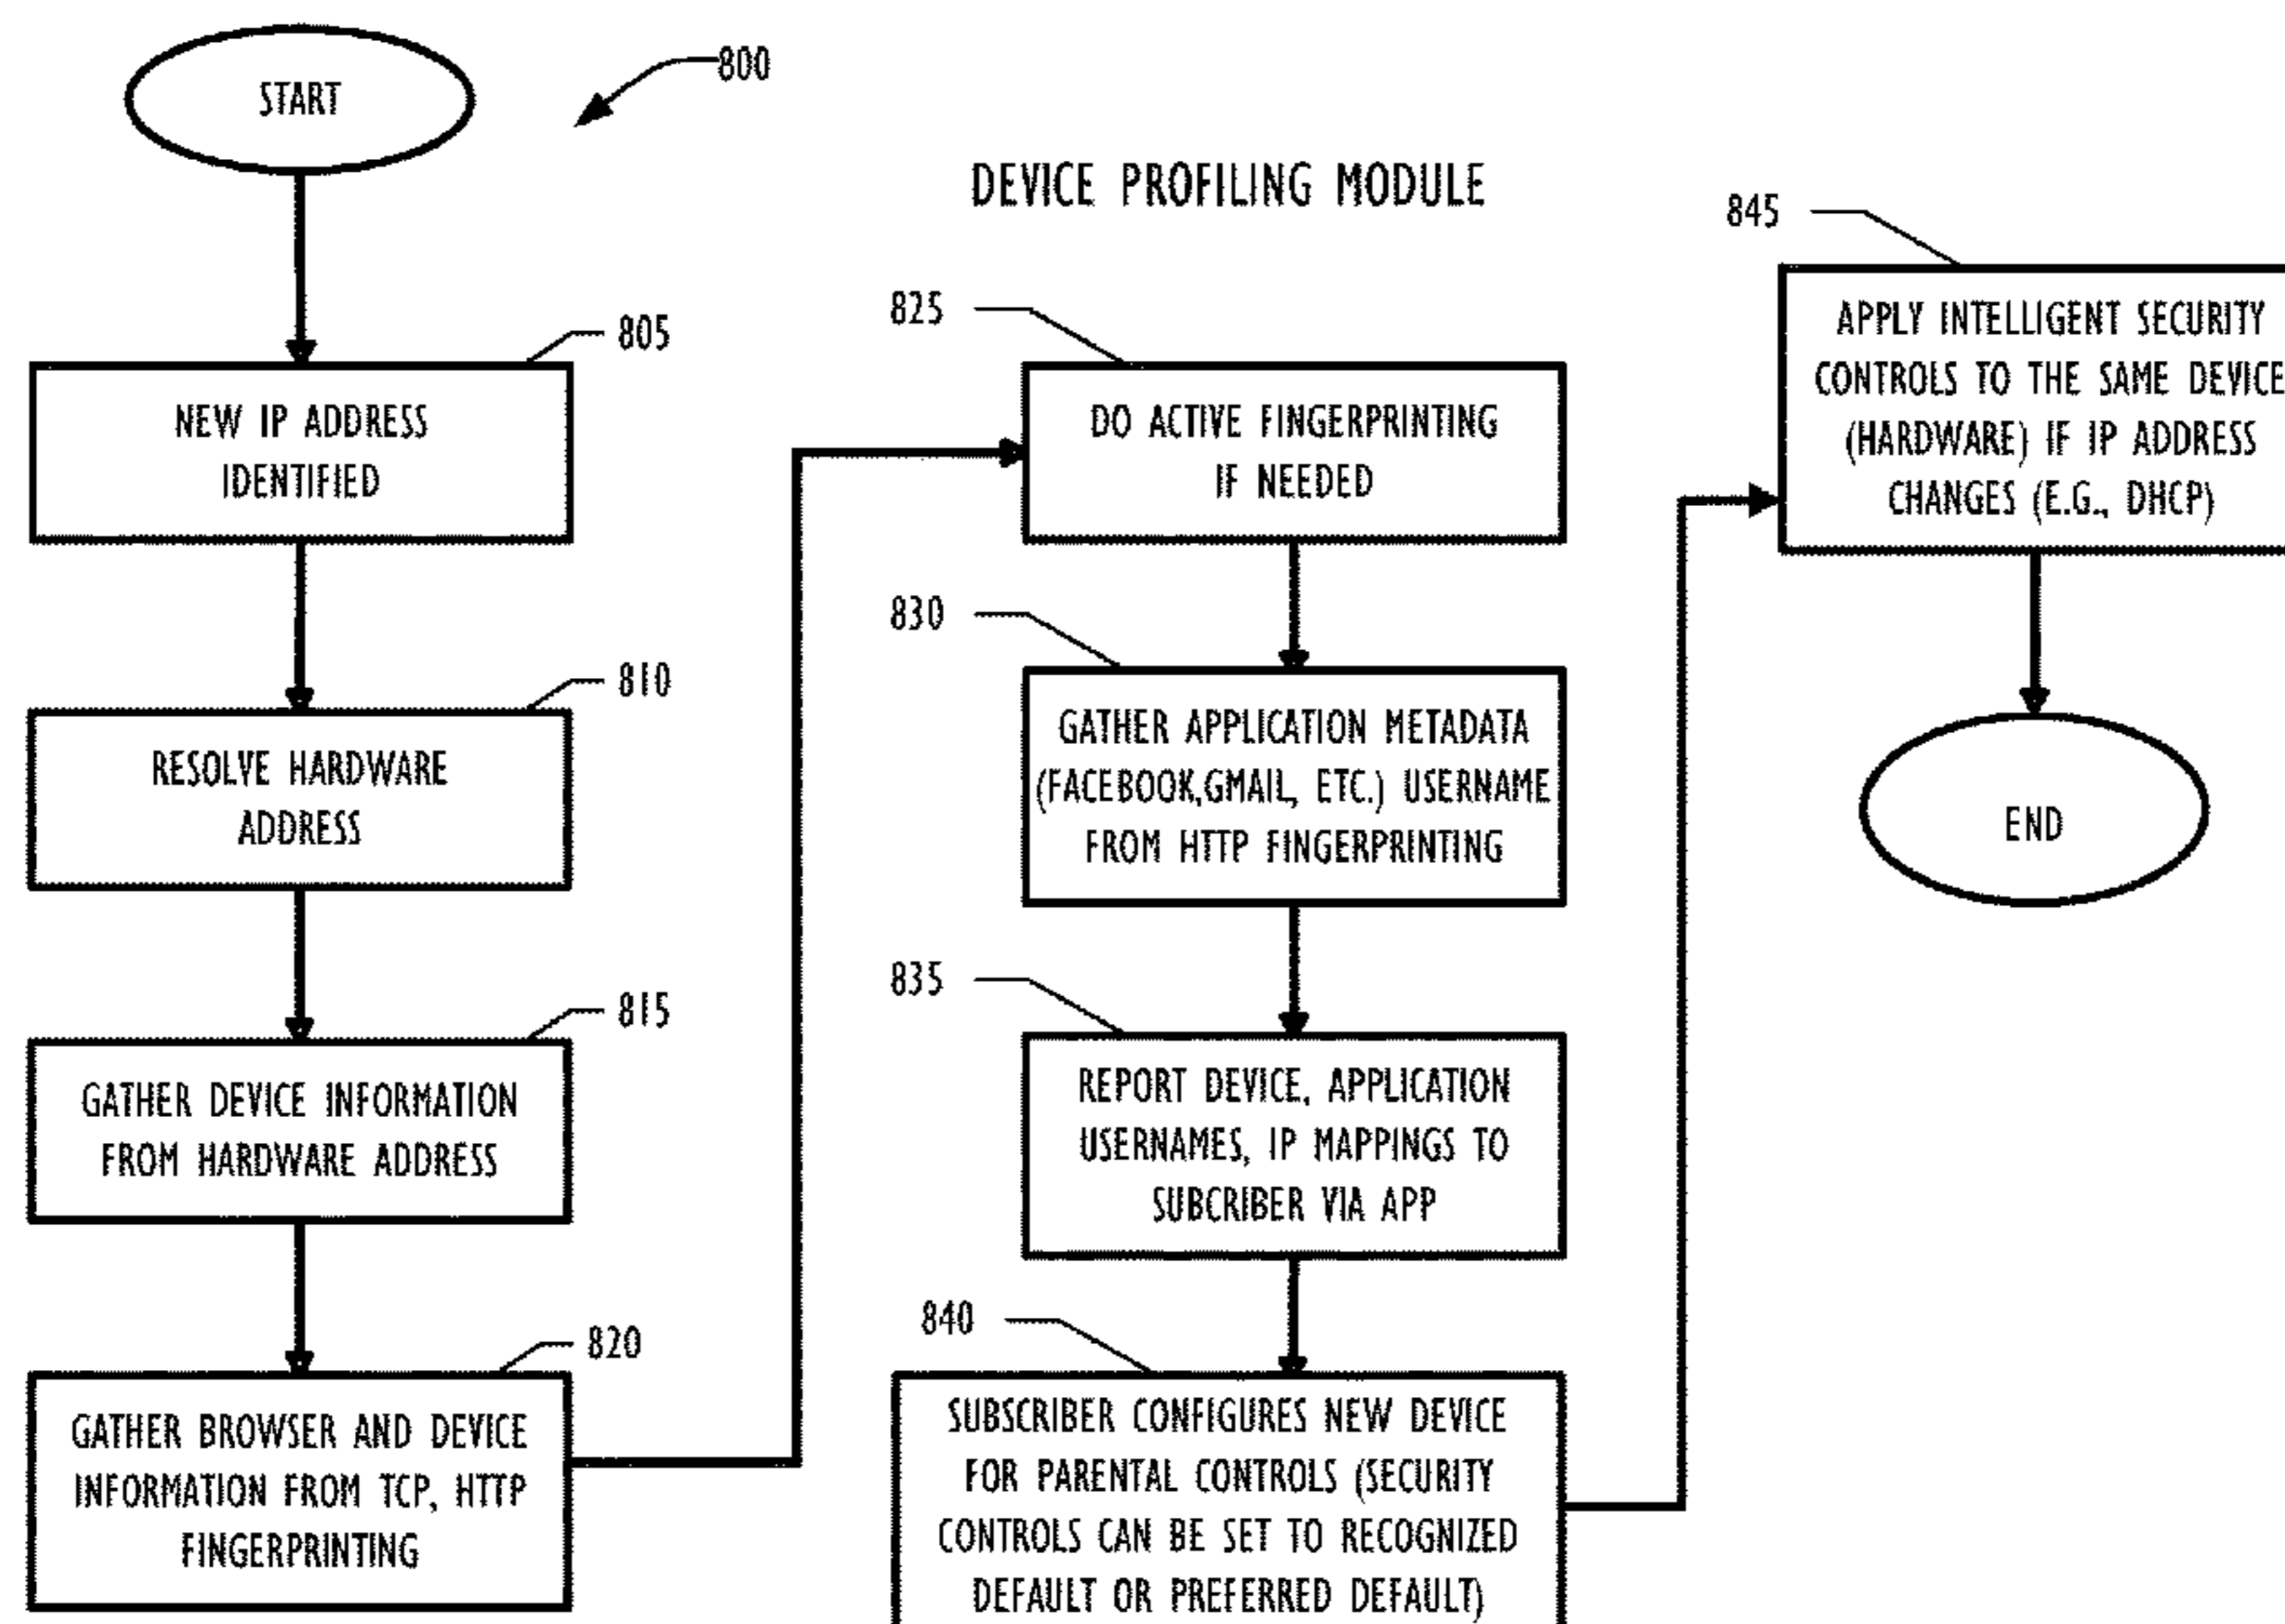 START
800
DEVICE PROFILING MODULE
805
NEW IP ADDRESS
IDENTIFIED
810
RESOLVE HARDWARE
ADDRESS
815
GATHER DEVICE INFORMATION
FROM HARDWARE ADDRESS
820
GATHER BROWSER AND DEVICE
INFORMATION FROM TCP, HTTP
FINGERPRINTING
825
DO ACTIVE FINGERPRINTING
IF NEEDED
830
GATHER APPLICATION METADATA
(FACEBOOK,GMAIL, ETC.) USERNAME
FROM HTTP FINGERPRINTING
835
REPORT DEVICE, APPLICATION
USERNAMES, IP MAPPINGS TO
SUBCRIBER VIA APP
840
SUBSCRIBER CONFIGURES NEW DEVICE
FOR PARENTAL CONTROLS (SECURITY
CONTROLS CAN BE SET TO RECOGNIZED
DEFAULT OR PREFERRED DEFAULT)
845
APPLY INTELLIGENT SECURITY
CONTROLS TO THE SAME DEVICE
(HARDWARE) IF IP ADDRESS
CHANGES (E.G., DHCP)
END